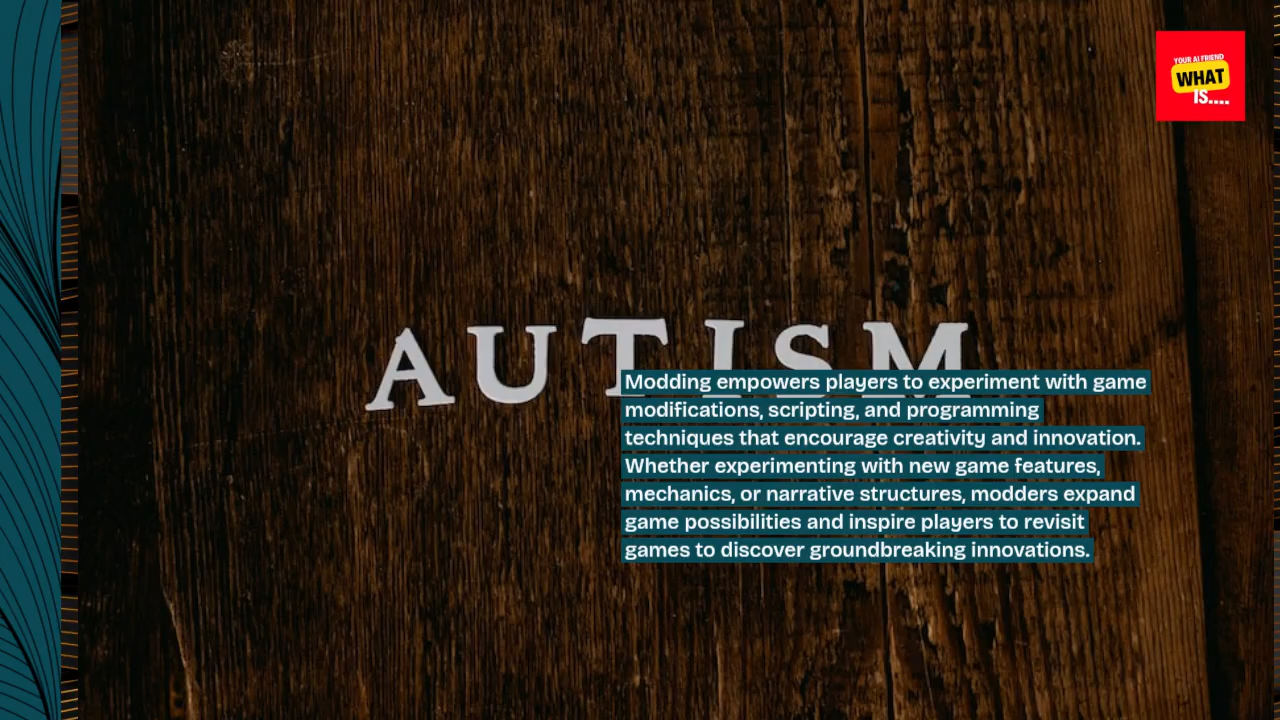 YOUR AI FRIEND
WHAT
IS....
AUTISM
Modding empowers players to experiment with game
modifications, scripting, and programming
techniques that encourage creativity and innovation.
Whether experimenting with new game features,
mechanics, or narrative structures, modders expand
game possibilities and inspire players to revisit
games to discover groundbreaking innovations.